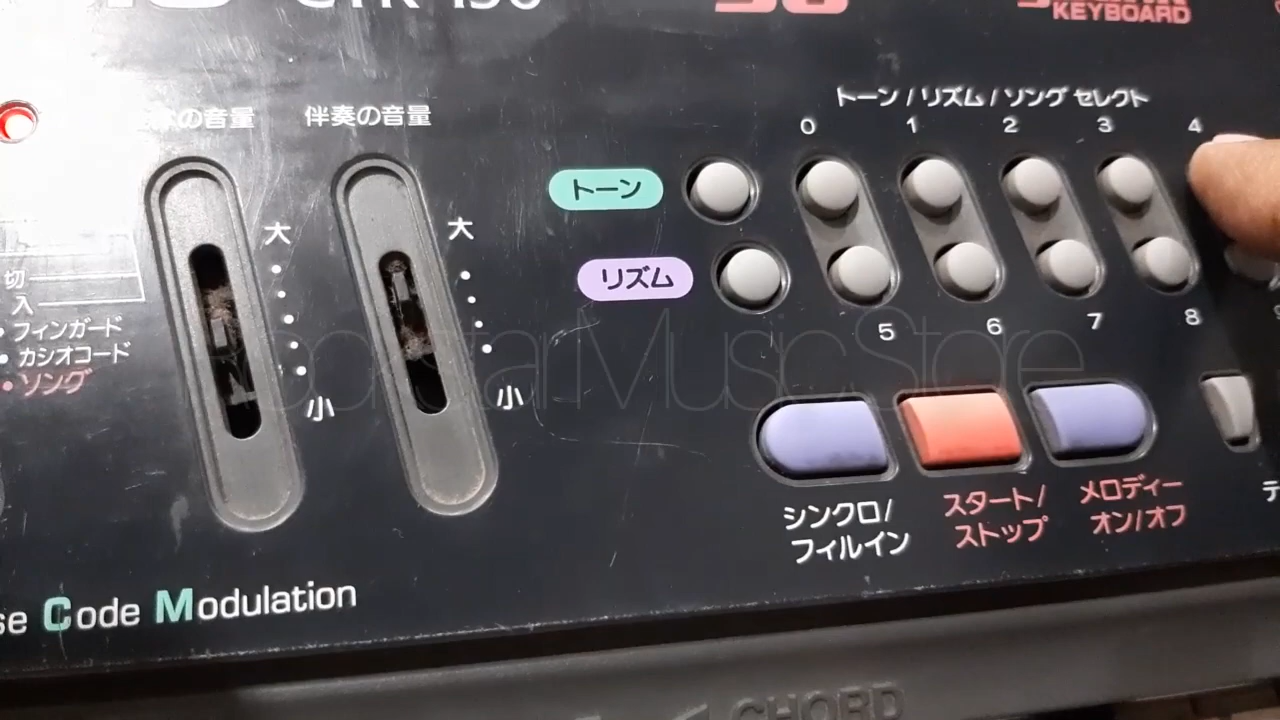 KEYBOARD
トーン / リズム / ソング セレクト
の音量
伴奏の音量
0 1 2 3 4
トーン
大
大
リズム
切
入
• フィンガード
• カシオコード
• ソング
5 6 7 8
小
小
Rockstar Music Store
シンクロ/
フィルイン
スタート/
ストップ
メロディー
オン/オフ
Code Modulation
CHORD